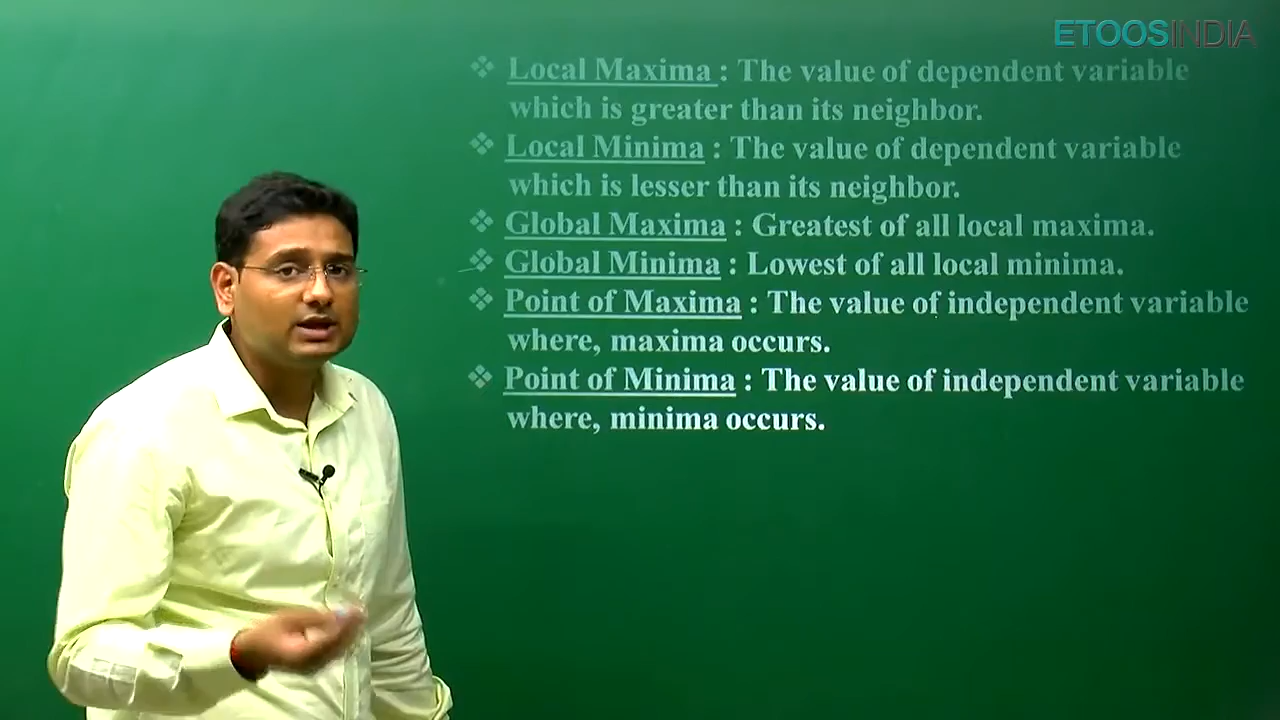 ETOOSINDIA
❖ Local Maxima : The value of dependent variable
which is greater than its neighbor.
❖ Local Minima : The value of dependent variable
which is lesser than its neighbor.
❖ Global Maxima : Greatest of all local maxima.
❖ Global Minima : Lowest of all local minima.
❖ Point of Maxima : The value of independent variable
where, maxima occurs.
❖ Point of Minima : The value of independent variable
where, minima occurs.